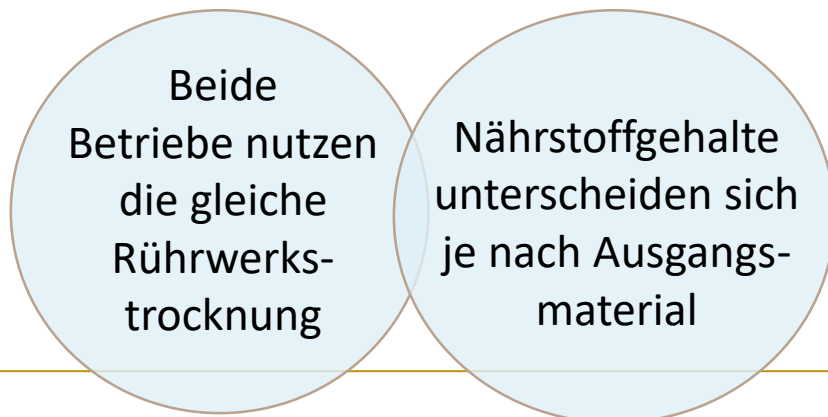 Beide
Betriebe nutzen
die gleiche
Rührwerks-
trocknung
Nährstoffgehalte
unterscheiden sich
je nach Ausgangs-
material